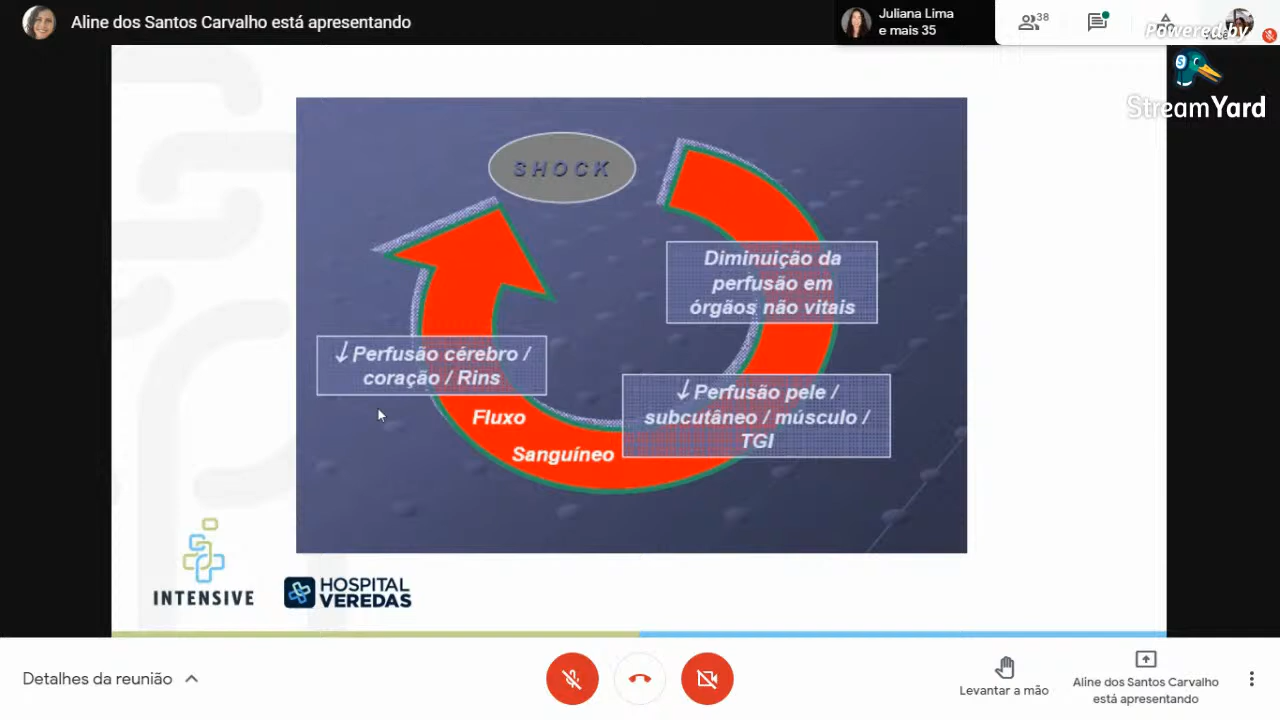 Aline dos Santos Carvalho está apresentando
Juliana Lima
e mais 35
38
Powered by
StreamYard
SHOCK
Diminuição da
perfusão em
órgãos não vitais
↓Perfusão cérebro /
coração / Rins
↓Perfusão pele /
subcutâneo / músculo /
TGI
Fluxo
Sanguíneo
INTENSIVE
HOSPITAL
VEREDAS
Detalhes da reunião
Levantar a mão
Aline dos Santos Carvalho
está apresentando